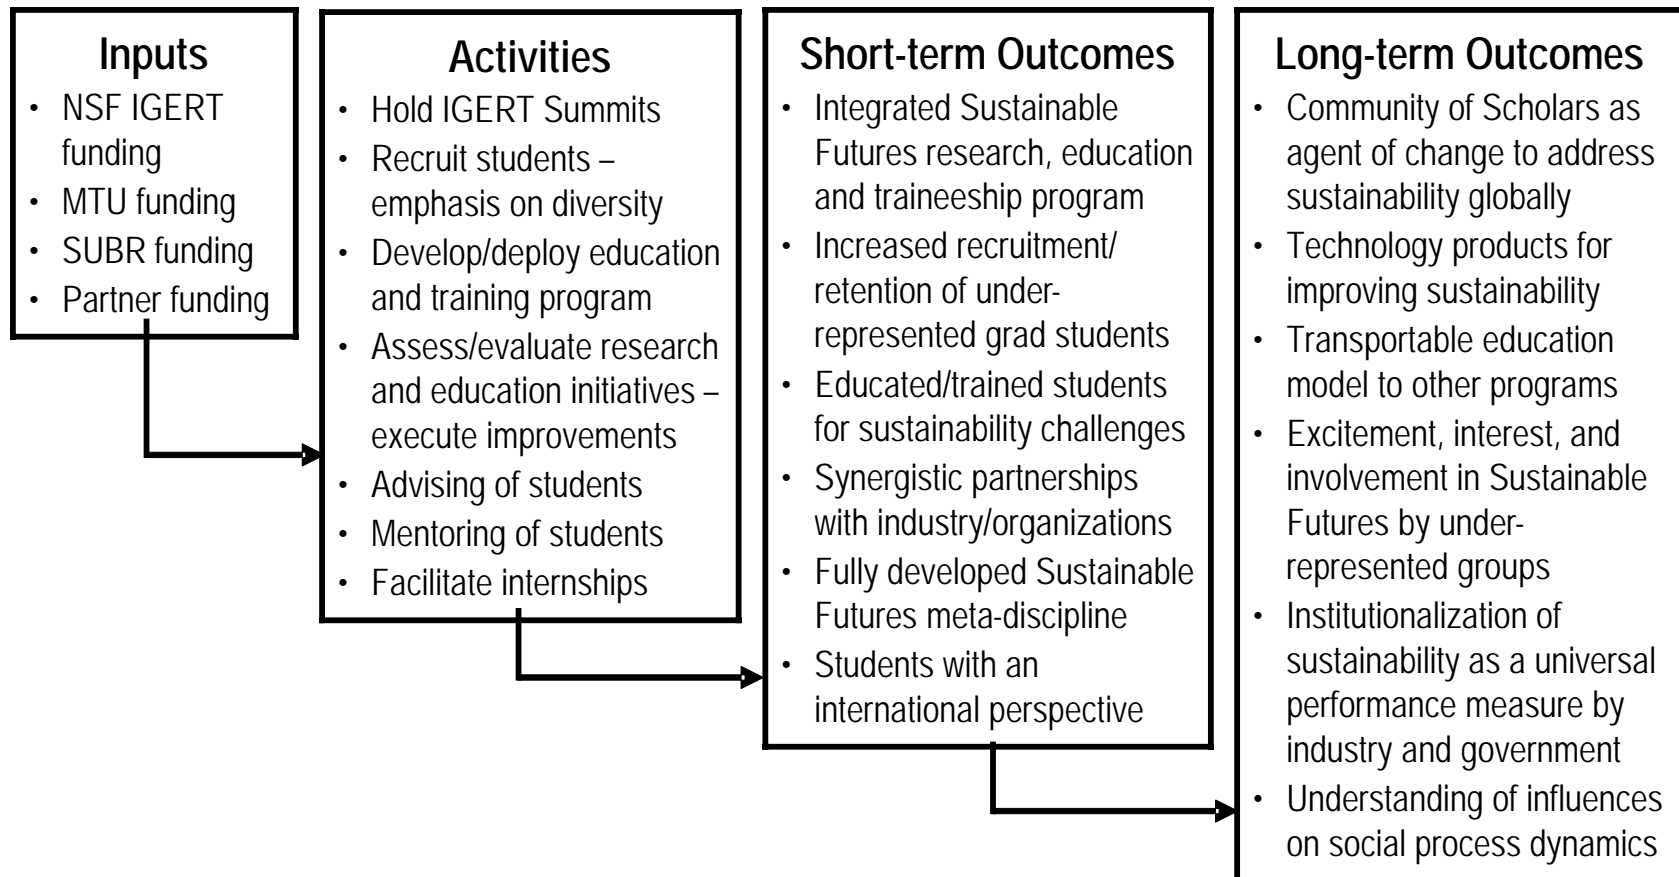 Inputs
• NSF IGERT
funding
• MTU funding
• SUBR funding
• Partner funding
Activities
• Hold IGERT Summits
• Recruit students –
emphasis on diversity
• Develop/deploy education
and training program
• Assess/evaluate research
and education initiatives –
execute improvements
• Advising of students
• Mentoring of students
• Facilitate internships
Short-term Outcomes
• Integrated Sustainable
Futures research, education
and traineeship program
• Increased recruitment/
retention of under-
represented grad students
• Educated/trained students
for sustainability challenges
• Synergistic partnerships
with industry/organizations
• Fully developed Sustainable
Futures meta-discipline
• Students with an
international perspective
Long-term Outcomes
• Community of Scholars as
agent of change to address
sustainability globally
• Technology products for
improving sustainability
• Transportable education
model to other programs
• Excitement, interest, and
involvement in Sustainable
Futures by under-
represented groups
• Institutionalization of
sustainability as a universal
performance measure by
industry and government
• Understanding of influences
on social process dynamics